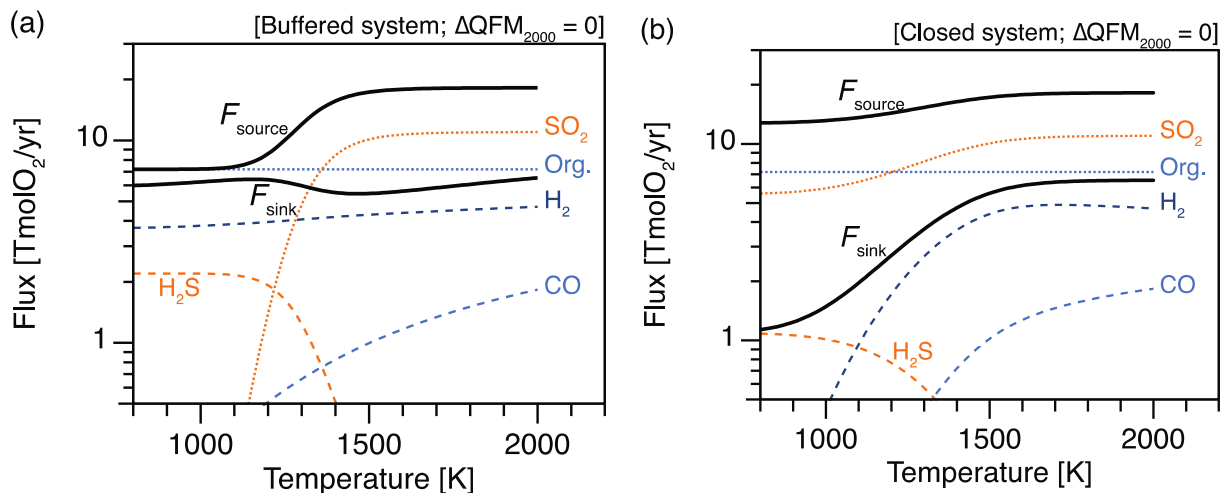 (a)
[Buffered system; ΔQFM2000 = 0]
Flux [TmolO2/yr]
10
1
Fsource
SO2
Org.
Fsink
H2
H2S
CO
1000 1500 2000
Temperature [K]
(b)
[Closed system; ΔQFM2000 = 0]
Flux [TmolO2/yr]
10
1
Fsource
SO2
Org.
H2
Fsink
CO
H2S
1000 1500 2000
Temperature [K]